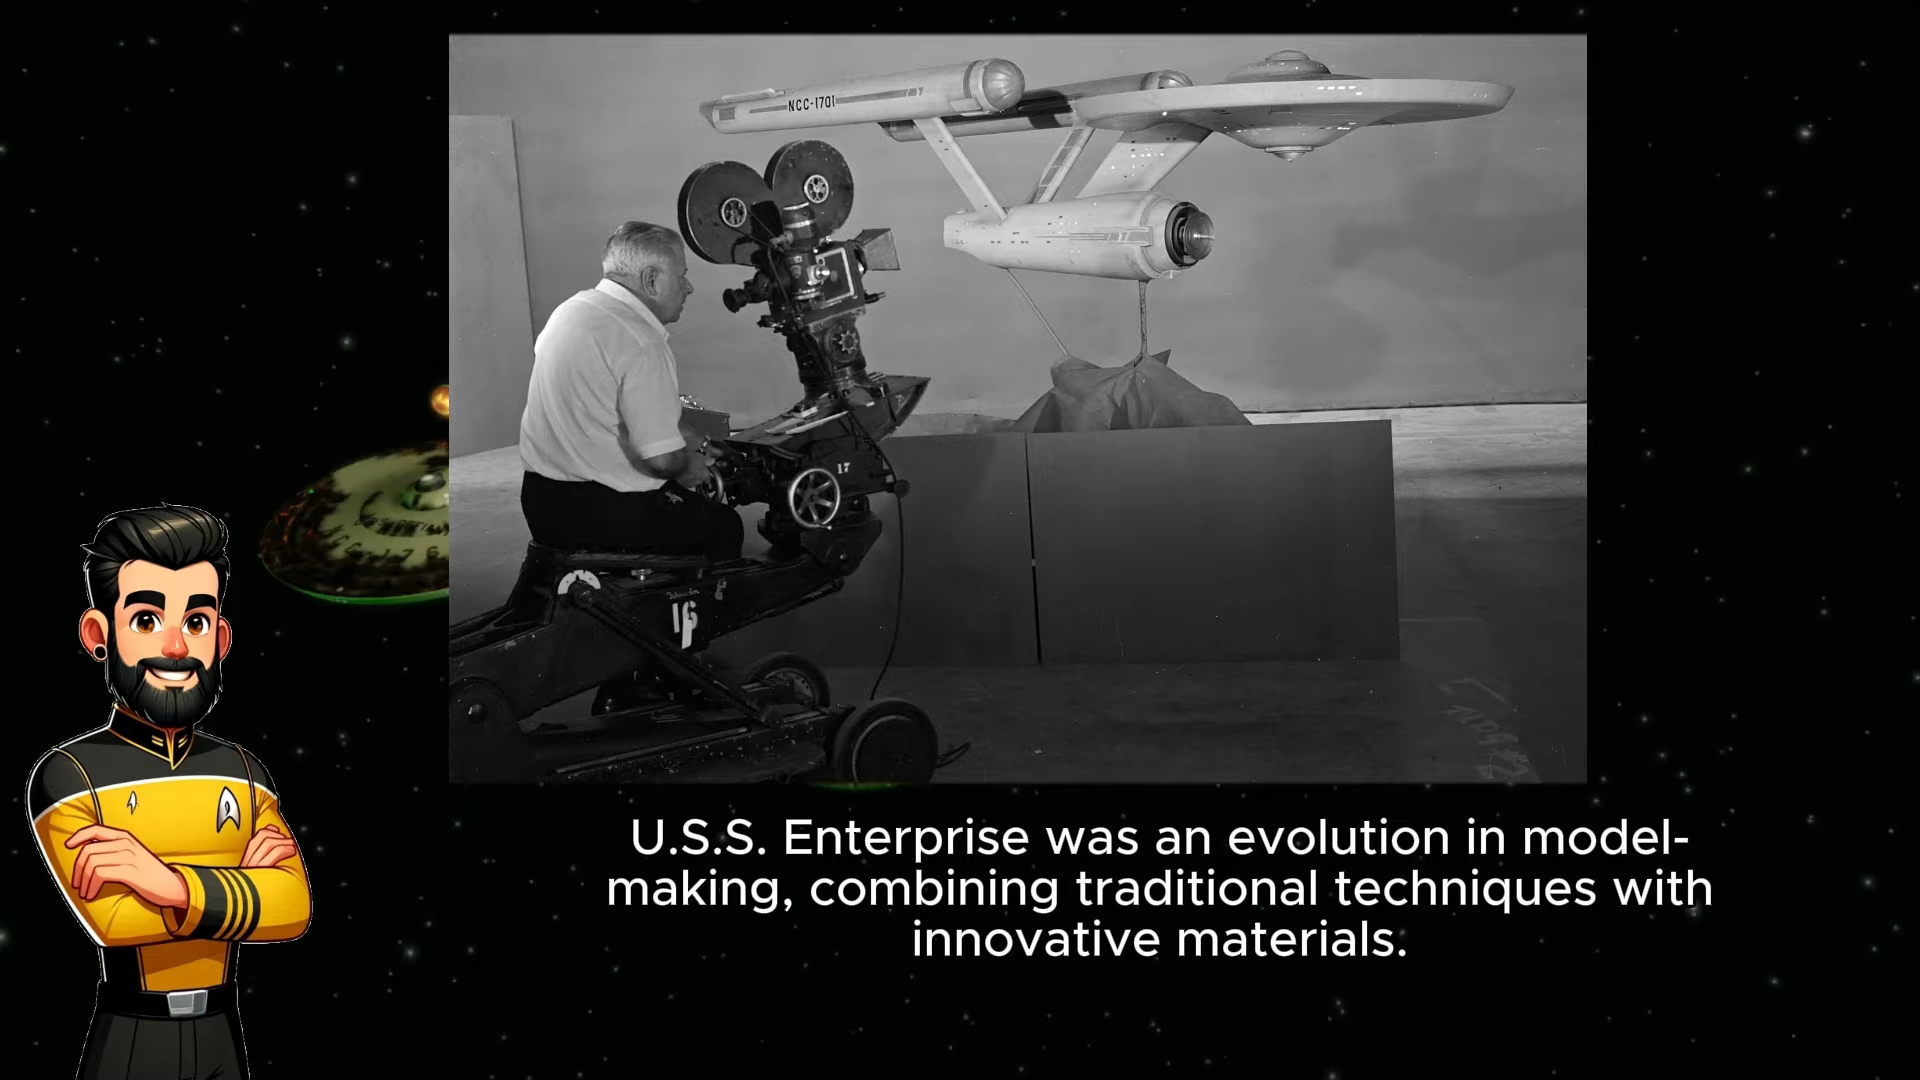 NCC-1701
17
16
U.S.S. Enterprise was an evolution in model-
making, combining traditional techniques with
innovative materials.